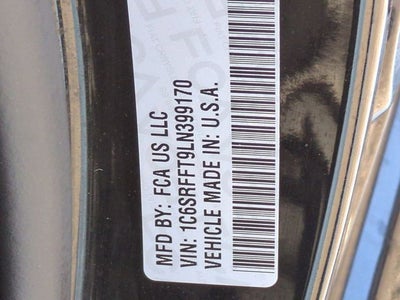 MFD BY: FCA US LLC
VIN: 1C6SRFFT9LN399170
VEHICLE MADE IN: U.S.A.